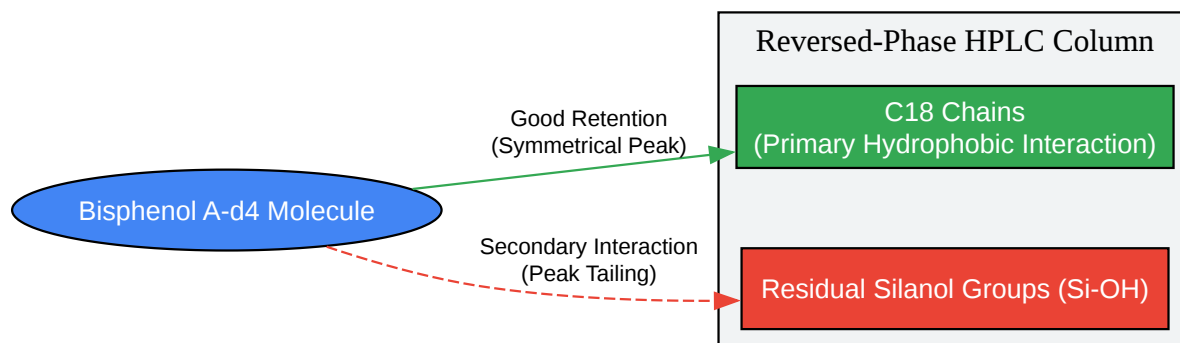 Reversed-Phase HPLC Column
C18 Chains
(Primary Hydrophobic Interaction)
Good Retention
(Symmetrical Peak)
Bisphenol A-d4 Molecule
Secondary Interaction
(Peak Tailing)
Residual Silanol Groups (Si-OH)